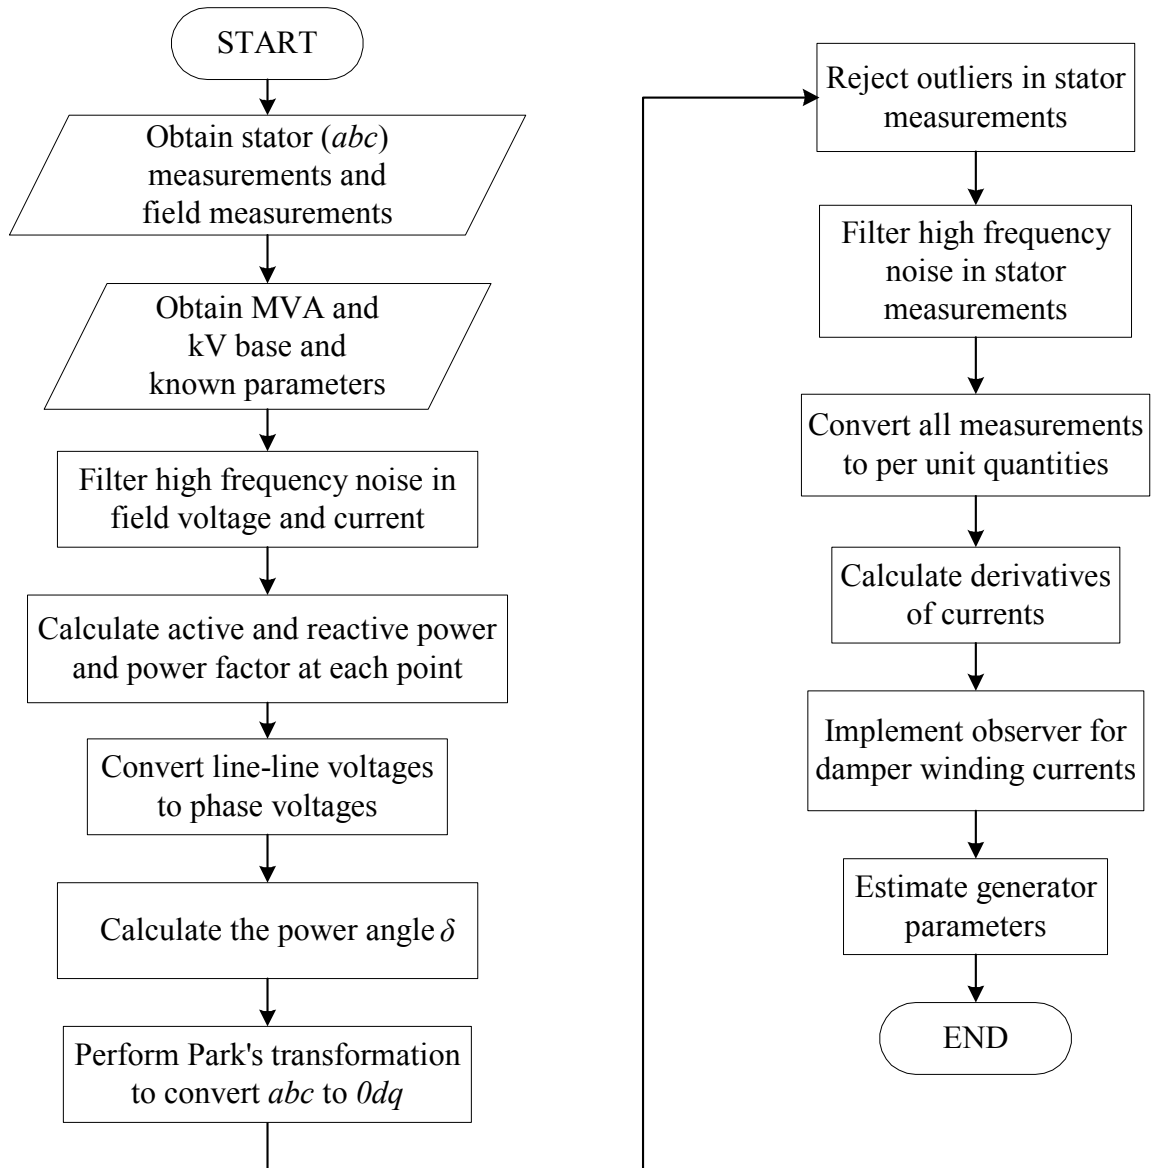 START
Obtain stator (abc)
measurements and
field measurements
Obtain MVA and
kV base and
known parameters
Filter high frequency noise in
field voltage and current
Calculate active and reactive power
and power factor at each point
Convert line-line voltages
to phase voltages
Calculate the power angle δ
Perform Park's transformation
to convert abc to 0dq
Reject outliers in stator
measurements
Filter high frequency
noise in stator
measurements
Convert all measurements
to per unit quantities
Calculate derivatives
of currents
Implement observer for
damper winding currents
Estimate generator
parameters
END